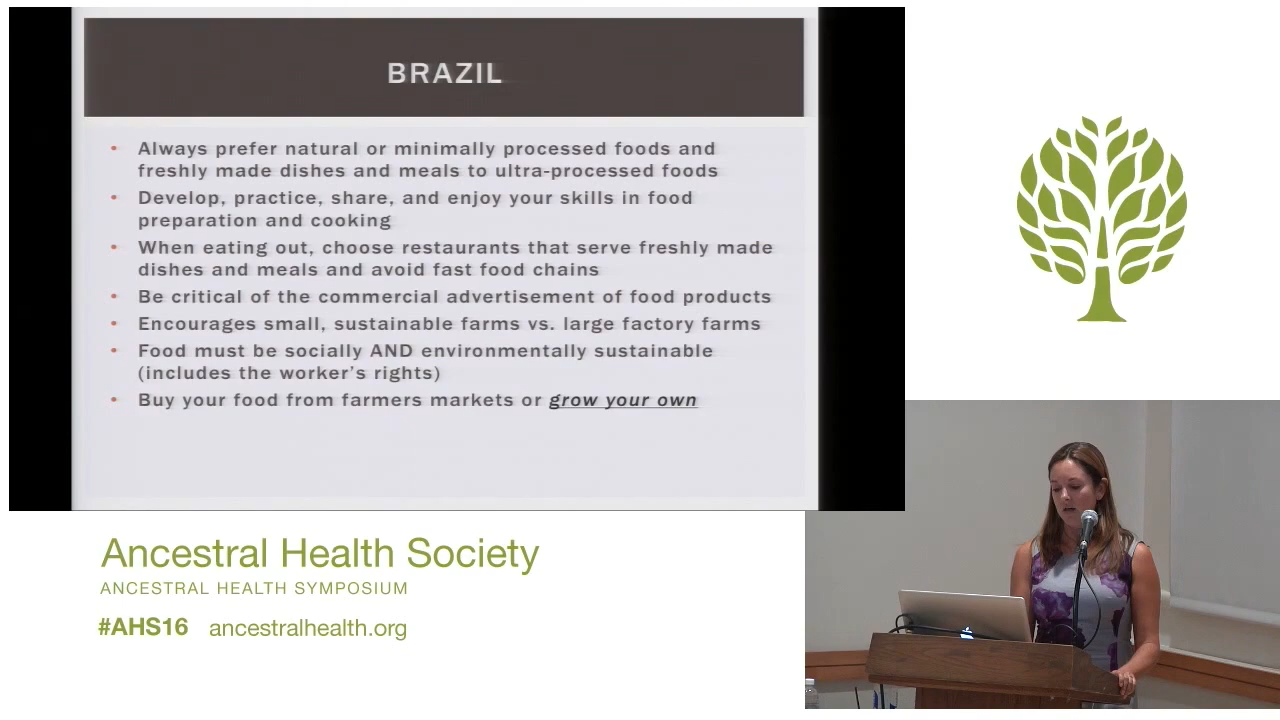 BRAZIL
• Always prefer natural or minimally processed foods and
freshly made dishes and meals to ultra-processed foods
• Develop, practice, share, and enjoy your skills in food
preparation and cooking
• When eating out, choose restaurants that serve freshly made
dishes and meals and avoid fast food chains
• Be critical of the commercial advertisement of food products
• Encourages small, sustainable farms vs. large factory farms
• Food must be socially AND environmentally sustainable
(includes the worker's rights)
• Buy your food from farmers markets or grow your own
Ancestral Health Society
ANCESTRAL HEALTH SYMPOSIUM
#AHS16 ancestralhealth.org